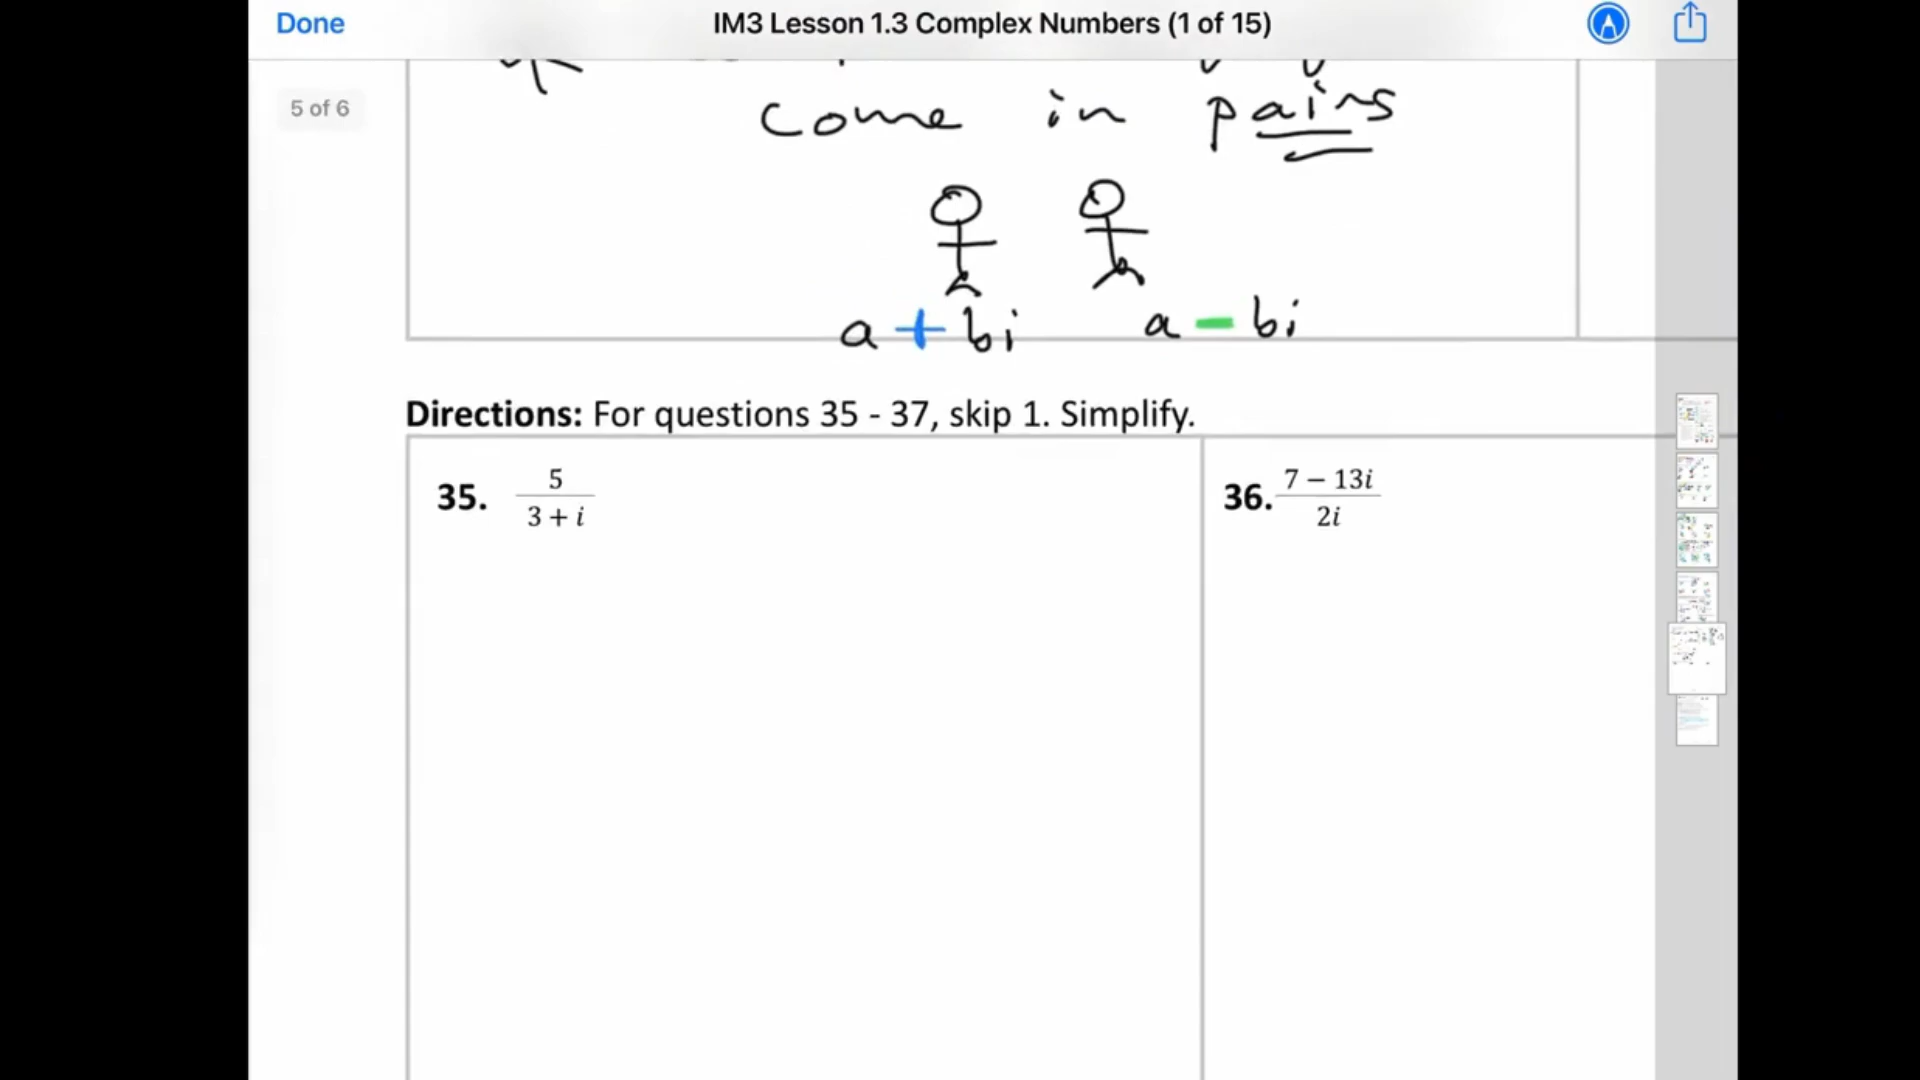 Done
IM3 Lesson 1.3 Complex Numbers (1 of 15)
5 of 6
come in pairs
a + bi a - bi
Directions: For questions 35 - 37, skip 1. Simplify.
35. 5 / 3 + i
36. 7 - 13i / 2i